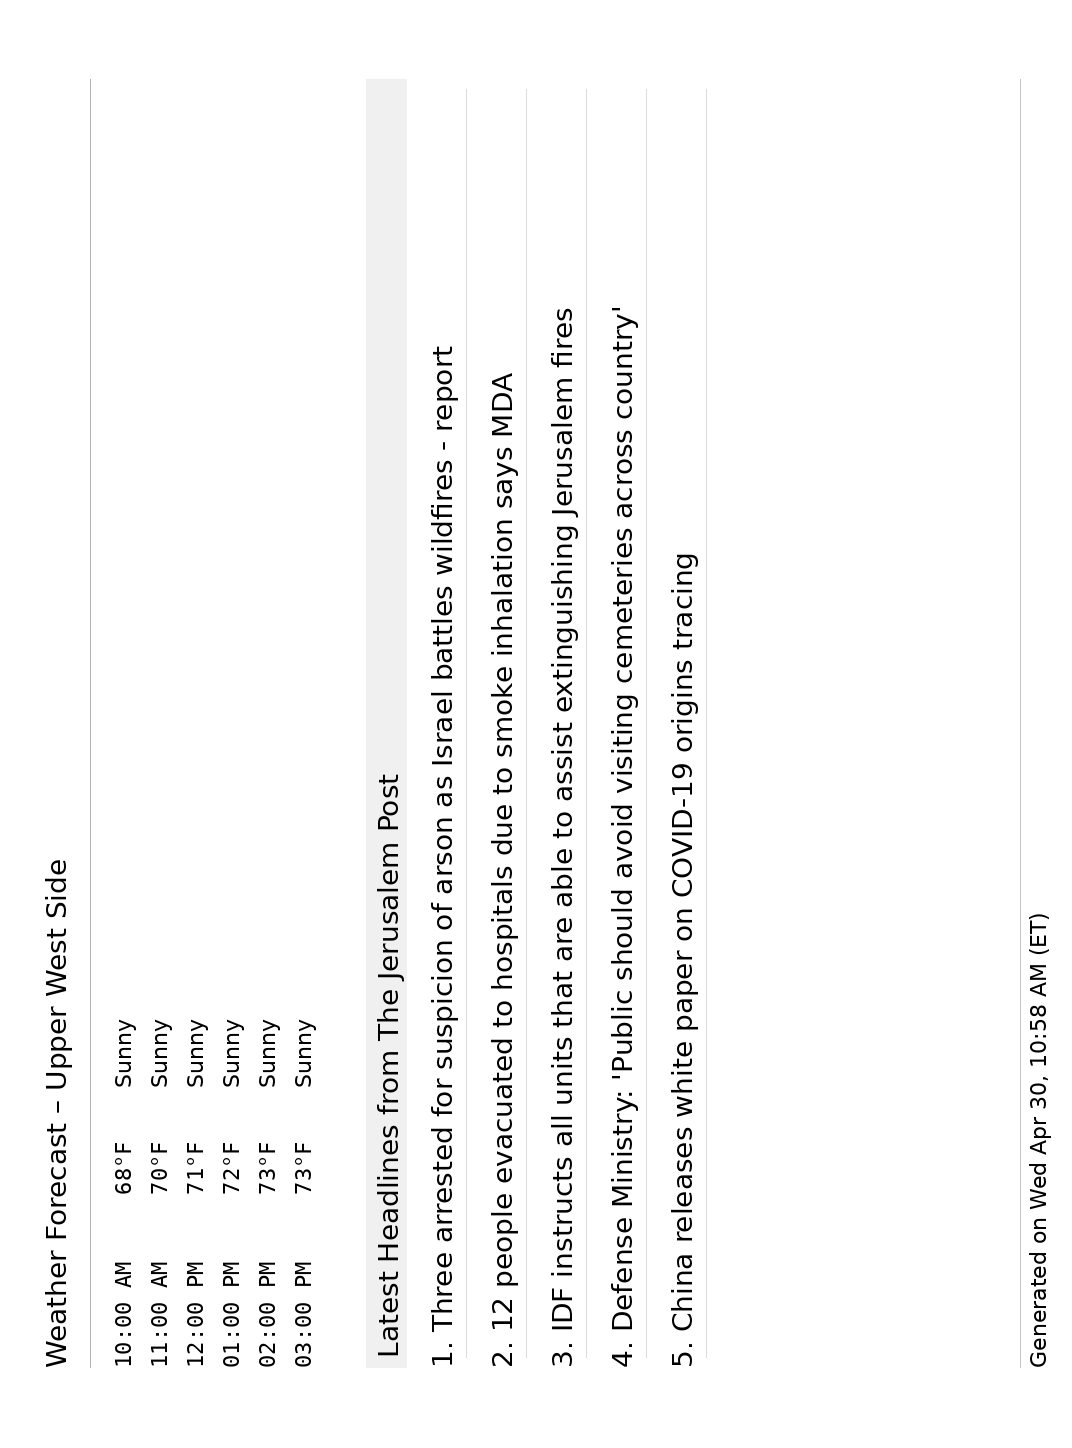 Weather Forecast – Upper West Side
10:00 AM 68°F Sunny
11:00 AM 70°F Sunny
12:00 PM 71°F Sunny
01:00 PM 72°F Sunny
02:00 PM 73°F Sunny
03:00 PM 73°F Sunny
Latest Headlines from The Jerusalem Post
1. Three arrested for suspicion of arson as Israel battles wildfires - report
2. 12 people evacuated to hospitals due to smoke inhalation says MDA
3. IDF instructs all units that are able to assist extinguishing Jerusalem fires
4. Defense Ministry: 'Public should avoid visiting cemeteries across country'
5. China releases white paper on COVID-19 origins tracing
Generated on Wed Apr 30, 10:58 AM (ET)